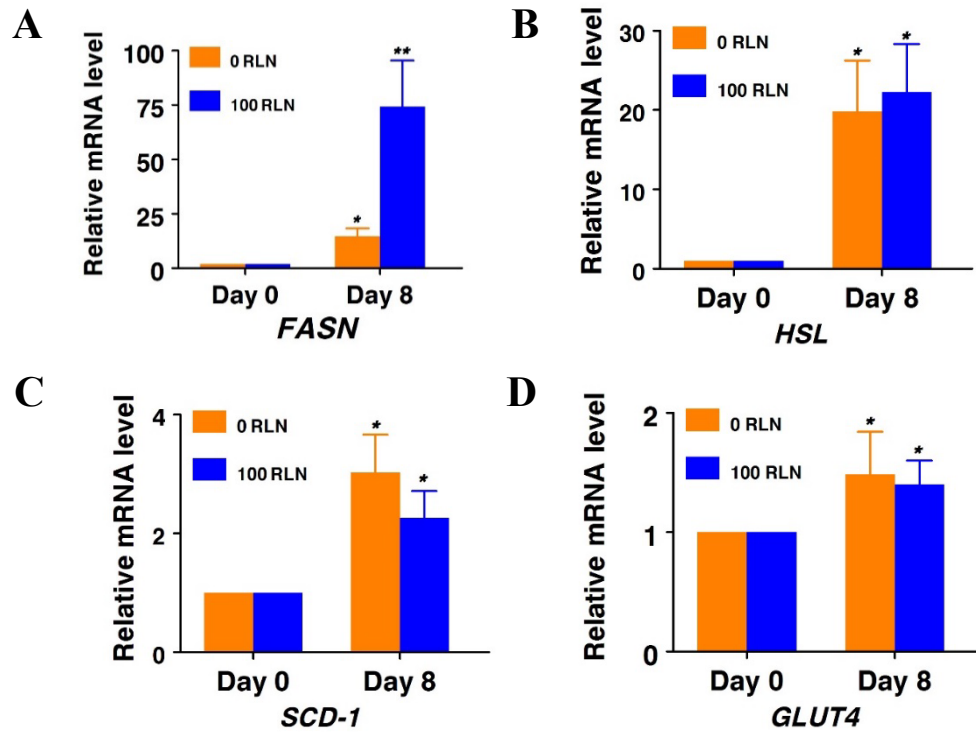 A
Relative mRNA level
100
75
50
25
0
0 RLN
100 RLN
*
**
Day 0
Day 8
FASN
B
Relative mRNA level
30
20
10
0
0 RLN
100 RLN
*
*
Day 0
Day 8
HSL
C
Relative mRNA level
4
2
0
0 RLN
100 RLN
*
*
Day 0
Day 8
SCD-1
D
Relative mRNA level
2
1
0
0 RLN
100 RLN
*
*
Day 0
Day 8
GLUT4